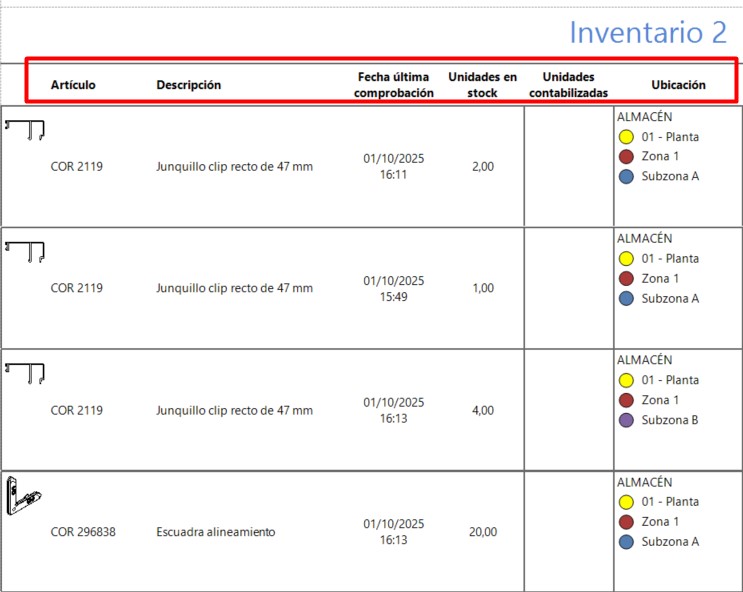 Inventario 2
Artículo Descripción Fecha última comprobación Unidades en stock Unidades contabilizadas Ubicación
COR 2119 Junquillo clip recto de 47 mm 01/10/2025 16:11 2,00 ALMACÉN
01 - Planta
Zona 1
Subzona A
COR 2119 Junquillo clip recto de 47 mm 01/10/2025 15:49 1,00 ALMACÉN
01 - Planta
Zona 1
Subzona A
COR 2119 Junquillo clip recto de 47 mm 01/10/2025 16:13 4,00 ALMACÉN
01 - Planta
Zona 1
Subzona B
COR 296838 Escuadra alineamiento 01/10/2025 16:13 20,00 ALMACÉN
01 - Planta
Zona 1
Subzona A